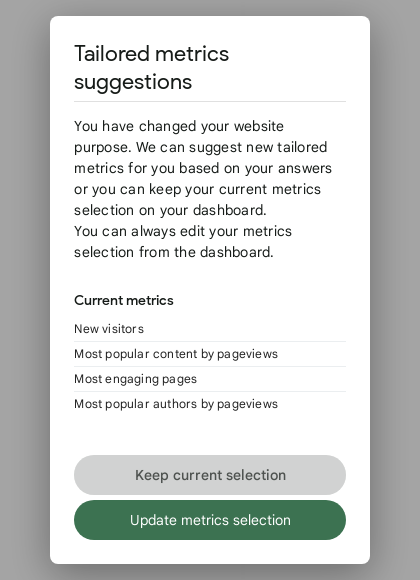 Tailored metrics
suggestions
You have changed your website
purpose. We can suggest new tailored
metrics for you based on your answers
or you can keep your current metrics
selection on your dashboard.
You can always edit your metrics
selection from the dashboard.
Current metrics
New visitors
Most popular content by pageviews
Most engaging pages
Most popular authors by pageviews
Keep current selection
Update metrics selection